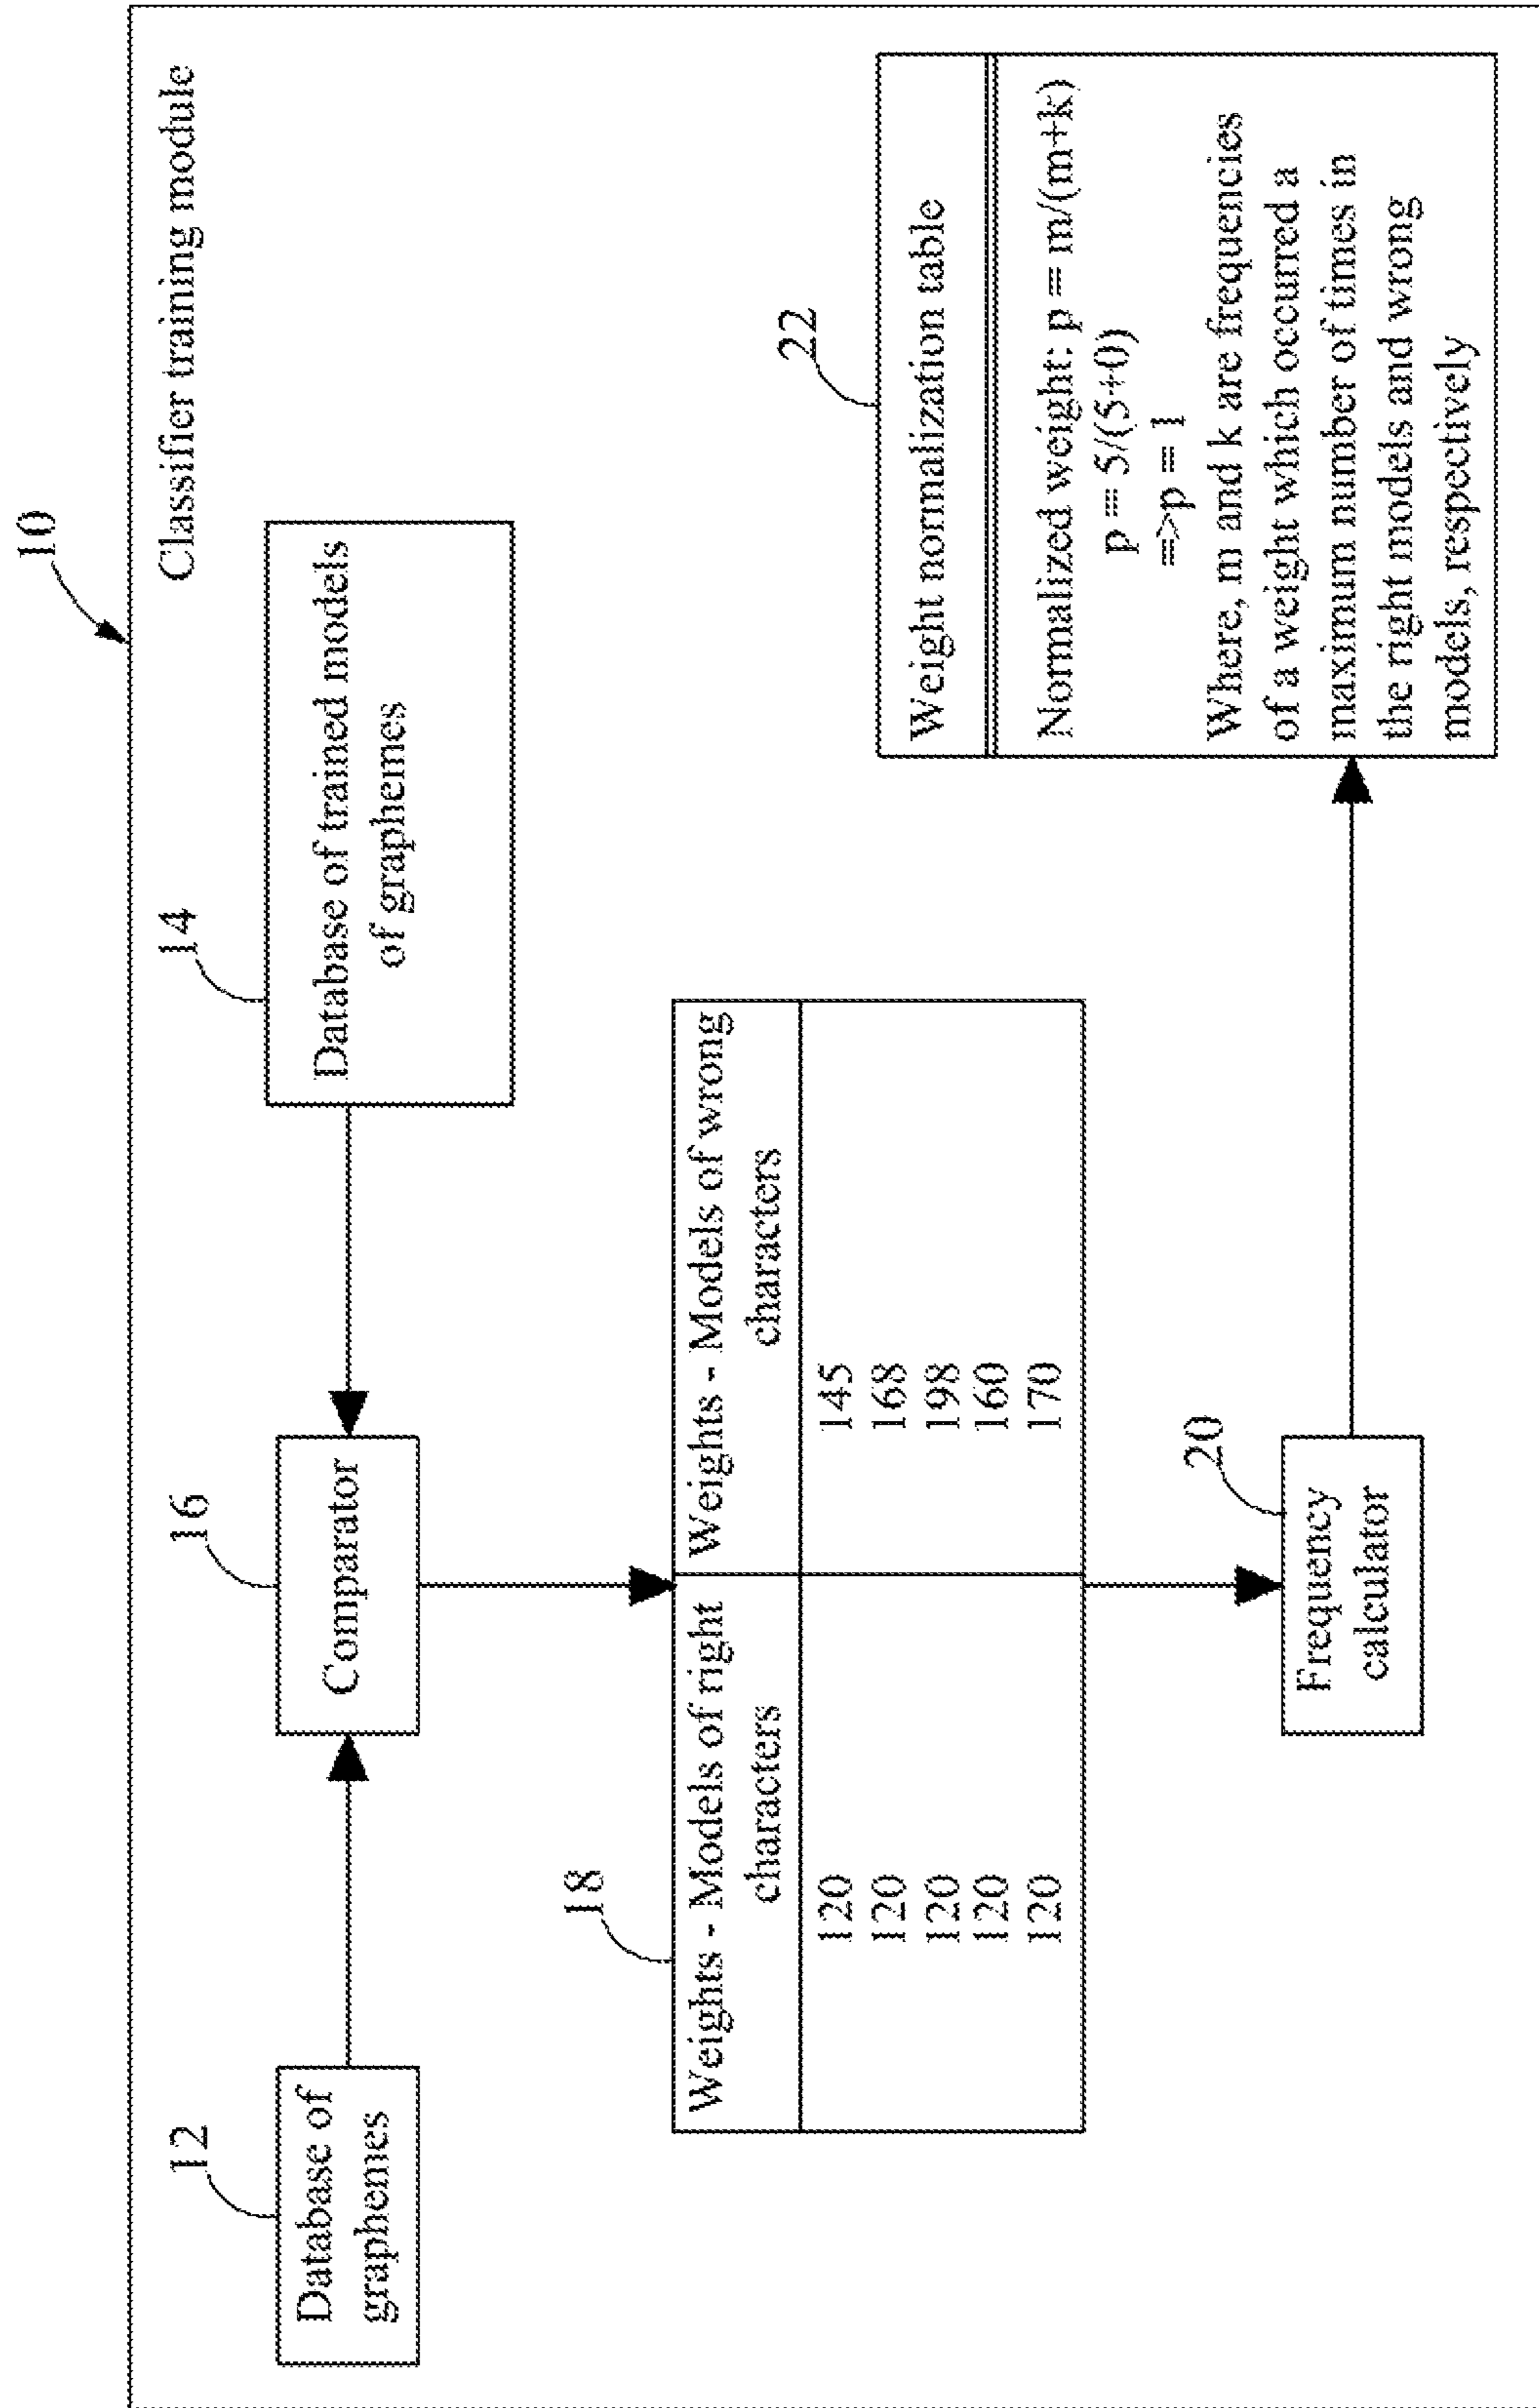 10
Classifier training module
12
Database of
graphemes
16
Comparator
14
Database of trained models
of graphemes
18
Weights - Models of right
characters
Weights - Models of wrong
characters
120
145
120
168
120
198
120
160
120
170
20
Frequency
calculator
22
Weight normalization table
Normalized weight: p = m/(m+k)
p = 5/(5+0)
=>p = 1
Where, m and k are frequencies
of a weight which occurred a
maximum number of times in
the right models and wrong
models, respectively